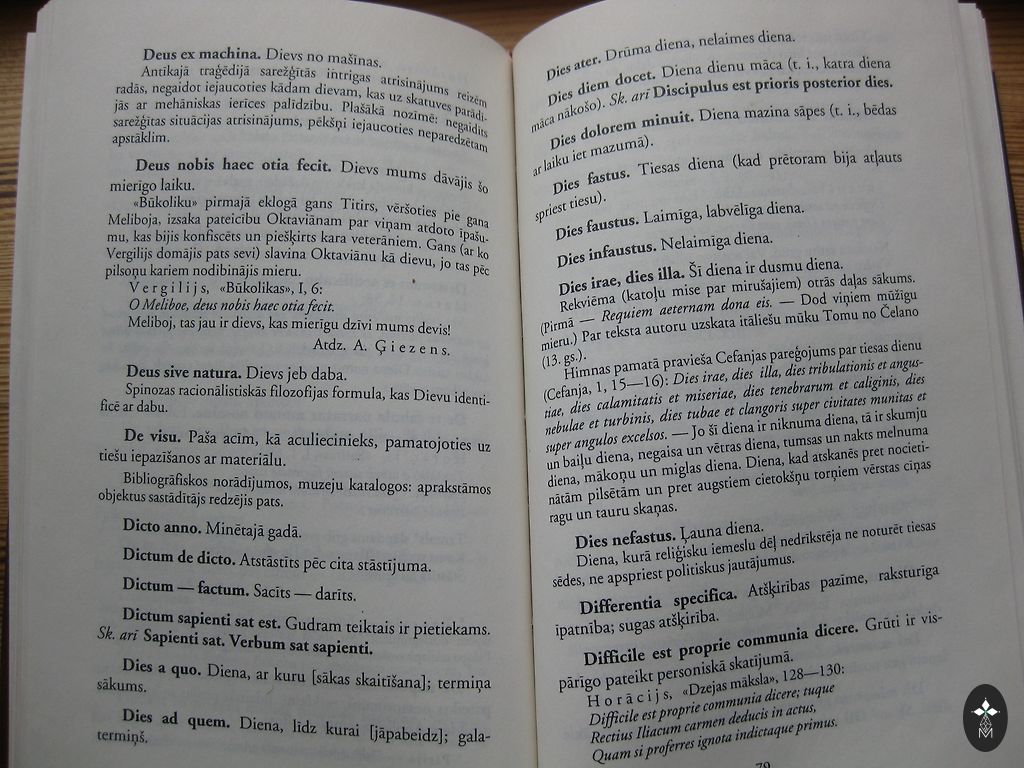 Deus ex machina. Dievs no mašīnas.
Antikajā traģēdijā sarežģītās intrigas atrisinājums reizēm
radās, negaidot iejaucoties kādam dievam, kas uz skatuves parādī-
jās ar mehāniskas ierīces palīdzību. Plašākā nozīmē: negaidīts
sarežģītas situācijas atrisinājums, pēkšņi iejaucoties neparedzētam
apstāklim.
Deus nobis haec otia fecit. Dievs mums dāvājis šo
mierīgo laiku.
«Būkoliku» pirmajā eklogā gans Titirs, vēršoties pie gana
Meliboja, izsaka pateicību Oktaviānam par viņam atdoto īpašu-
mu, kas bijis konfiscēts un piešķirts kara veterāniem. Gans (ar ko
Vergilijs domājis pats sevi) slavina Oktaviānu kā dievu, jo tas pēc
pilsoņu kariem nodibinājis mieru.
Vergilijs, «Būkolikas», I, 6:
O Meliboe, deus nobis haec otia fecit.
Meliboj, tas jau ir dievs, kas mierīgu dzīvi mums devis!
Atdz. A. Ģiezens.
Deus sive natura. Dievs jeb daba.
Spinozas racionālistiskās filozofijas formula, kas Dievu identi-
ficē ar dabu.
De visu. Paša acīm, kā aculiecinieks, pamatojoties uz
tiešu iepazīšanos ar materiālu.
Bibliogrāfiskos norādījumos, muzeju katalogos: aprakstāmos
objektus sastādītājs redzējis pats.
Dicto anno. Minētajā gadā.
Dictum de dicto. Atstāstīts pēc cita stāstījuma.
Dictum — factum. Sacīts — darīts.
Dictum sapienti sat est. Gudram teiktais ir pietiekams.
Sk. arī Sapienti sat. Verbum sat sapienti.
Dies a quo. Diena, ar kuru [sākas skaitīšana]; termiņa
sākums.
Dies ad quem. Diena, līdz kurai [jāpabeidz]; gala-
termiņš.
Dies ater. Drūma diena, nelaimes diena.
Dies diem docet. Diena dienu māca (t. i., katra diena
māca nākošo). Sk. arī Discipulus est prioris posterior dies.
Dies dolorem minuit. Diena mazina sāpes (t. i., bēdas
ar laiku iet mazumā).
Dies fastus. Tiesas diena (kad prētoram bija atļauts
spriest tiesu).
Dies faustus. Laimīga, labvēlīga diena.
Dies infaustus. Nelaimīga diena.
Dies irae, dies illa. Šī diena ir dusmu diena.
Rekviēma (katoļu mise par mirušajiem) otrās daļas sākums.
(Pirmā — Requiem aeternam dona eis. — Dod viņiem mūžīgu
mieru.) Par teksta autoru uzskata itāliešu mūku Tomu no Čelano
(13. gs.).
Himnas pamatā pravieša Cefanjas pareģojums par tiesas dienu
(Cefanja, 1, 15—16): Dies irae, dies illa, dies tribulationis et angus-
tiae, dies calamitatis et miseriae, dies tenebrarum et caliginis, dies
nebulae et turbinis, dies tubae et clangoris super civitates munitas et
super angulos excelsos. — Jo šī diena ir niknuma diena, tā ir skumju
un baiļu diena, negaisa un vētras diena, tumsas un nakts melnuma
diena, mākoņu un miglas diena. Diena, kad atskanēs pret nocieti-
nātām pilsētām un pret augstiem cietokšņu torņiem vērstas cīņas
ragu un tauru skaņas.
Dies nefastus. Ļauna diena.
Diena, kurā reliģisku iemeslu dēļ nedrīkstēja ne noturēt tiesas
sēdes, ne apspriest politiskus jautājumus.
Differentia specifica. Atšķirības pazīme, raksturīga
īpatnība; sugas atšķirība.
Difficile est proprie communia dicere. Grūti ir vis-
pārīgo pateikt personiskā skatījumā.
Horācijs, «Dzejas māksla», 128—130:
Difficile est proprie communia dicere; tuque
Rectius Iliacum carmen deducis in actus,
Quam si proferres ignota indictaque primus.
79
M